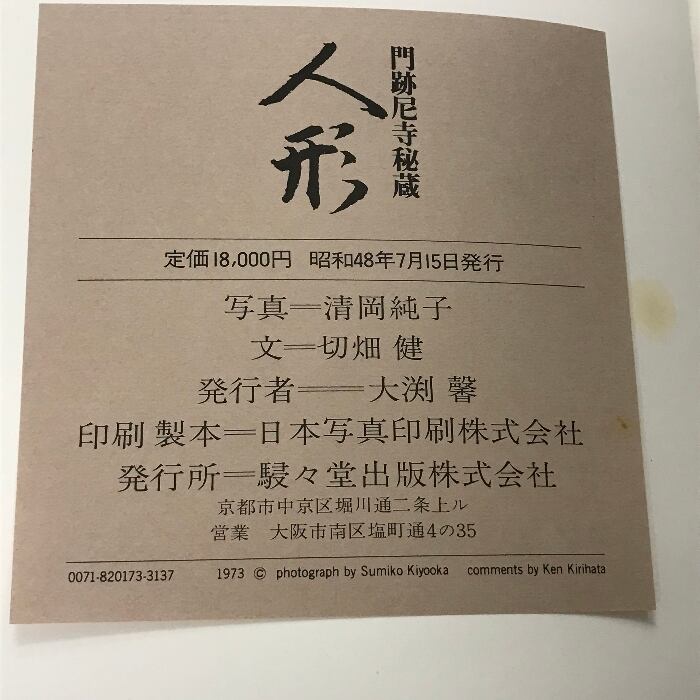 門跡尼寺秘蔵
人形
定価18,000円 昭和48年7月15日発行
写真＝清岡純子
文＝切畑 健
発行者＝大渕 馨
印刷 製本＝日本写真印刷株式会社
発行所＝駸々堂出版株式会社
京都市中京区堀川通二条上ル
営業 大阪市南区塩町通4の35
0071-820173-3137 1973 © photograph by Sumiko Kiyooka comments by Ken Kirihata